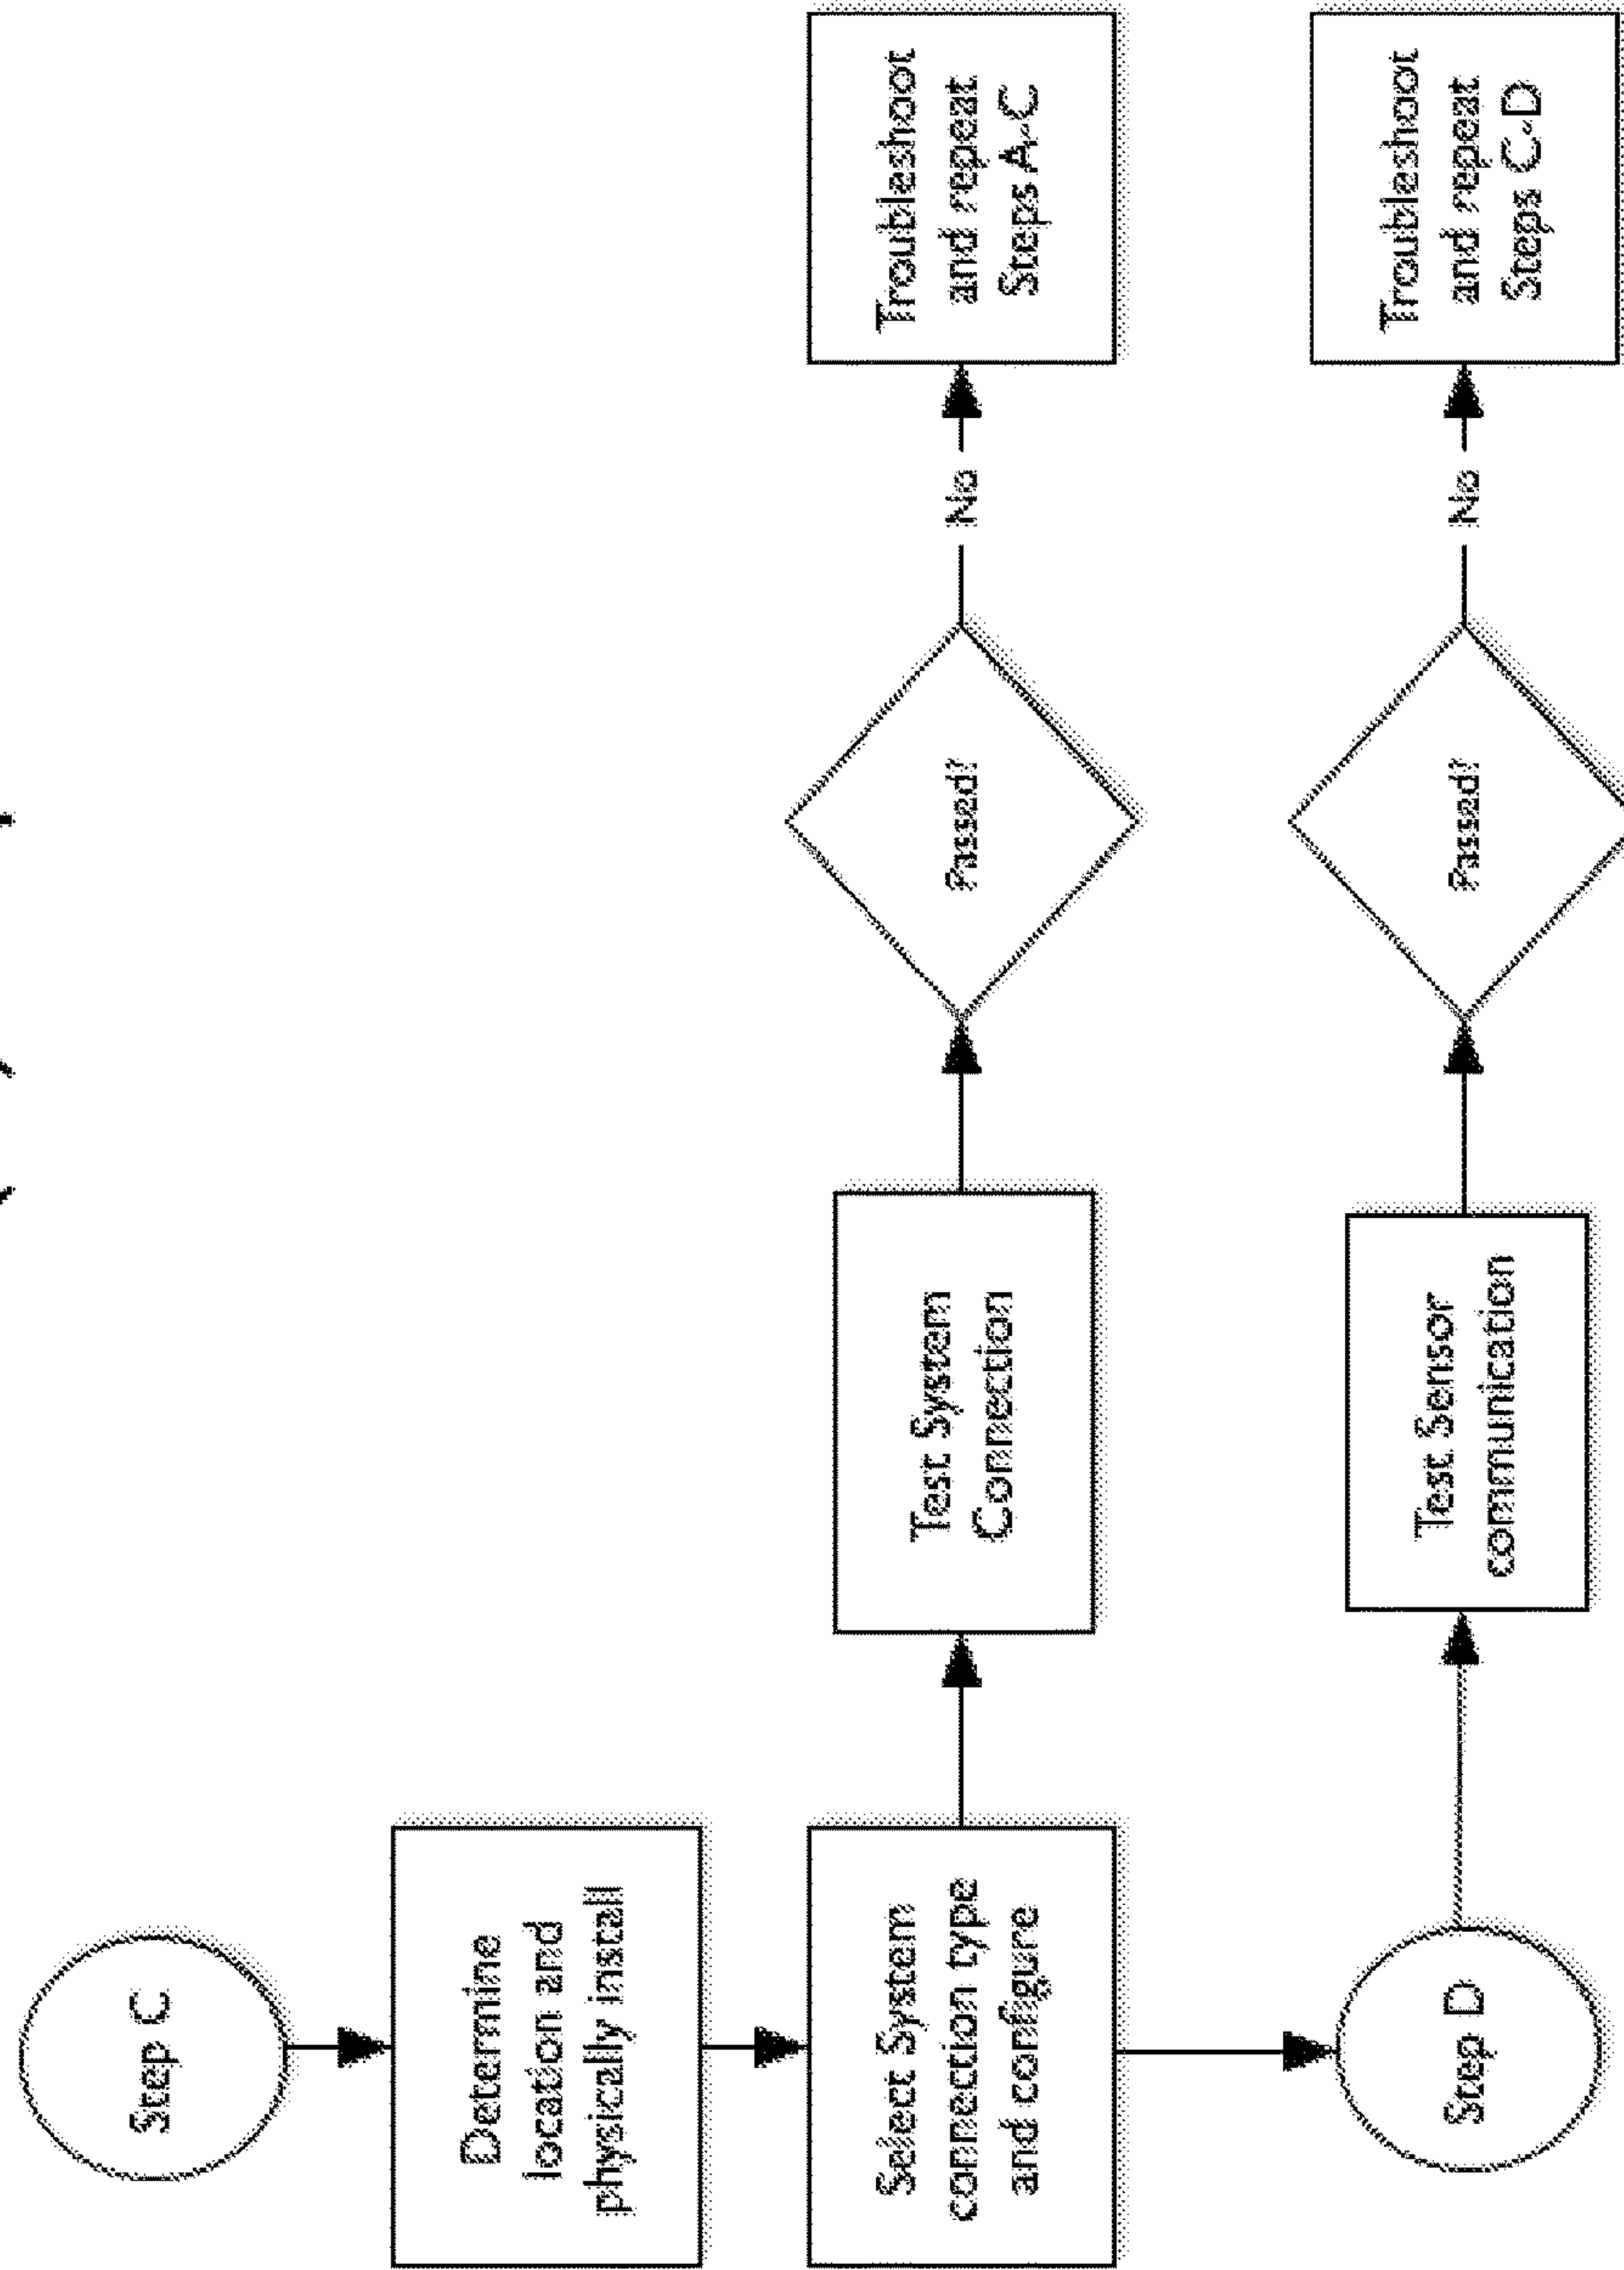 Step C
Determine
location and
physically install
Select System
connection type
and configure
Test System
Connection
Passed?
No
Troubleshoot
and repeat
Steps A-C
Step D
Test Sensor
communication
Passed?
No
Troubleshoot
and repeat
Steps C-D